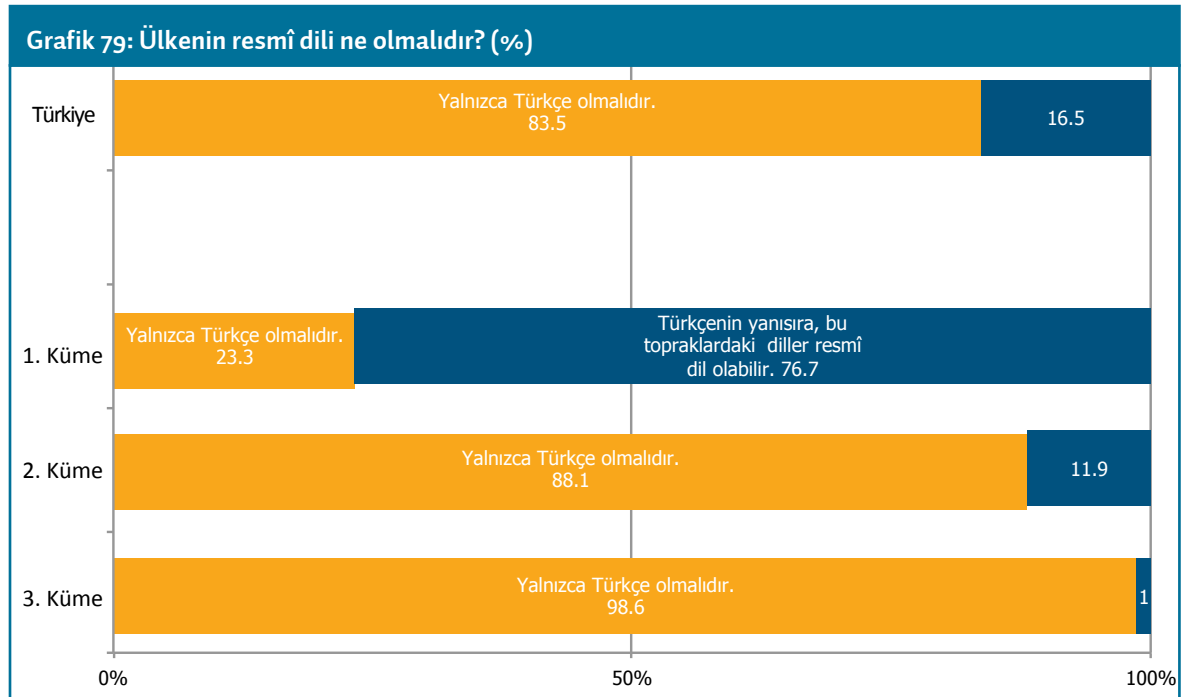 Grafik 79: Ülkenin resmî dili ne olmalıdır? (%)
Türkiye
Yalnızca Türkçe olmalıdır.
83.5
16.5
1. Küme
Yalnızca Türkçe olmalıdır.
23.3
Türkçenin yanısıra, bu
topraklardaki diller resmî
dil olabilir. 76.7
2. Küme
Yalnızca Türkçe olmalıdır.
88.1
11.9
3. Küme
Yalnızca Türkçe olmalıdır.
98.6
1
0%
50%
100%